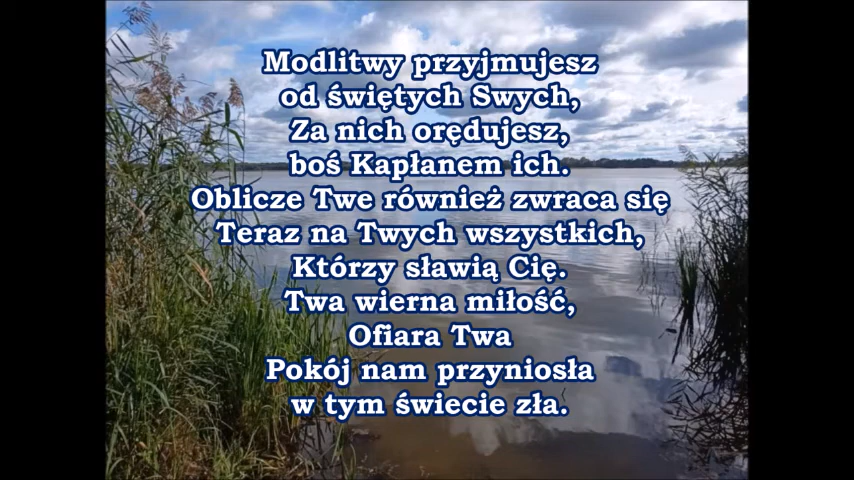 Modlitwy przyjmujesz
od świętych Swych,
Za nich orędujesz,
boś Kapłanem ich.
Oblicze Twe również zwraca się
Teraz na Twych wszystkich,
Którzy sławią Cię.
Twa wierna miłość,
Ofiara Twa
Pokój nam przyniosła
w tym świecie zła.